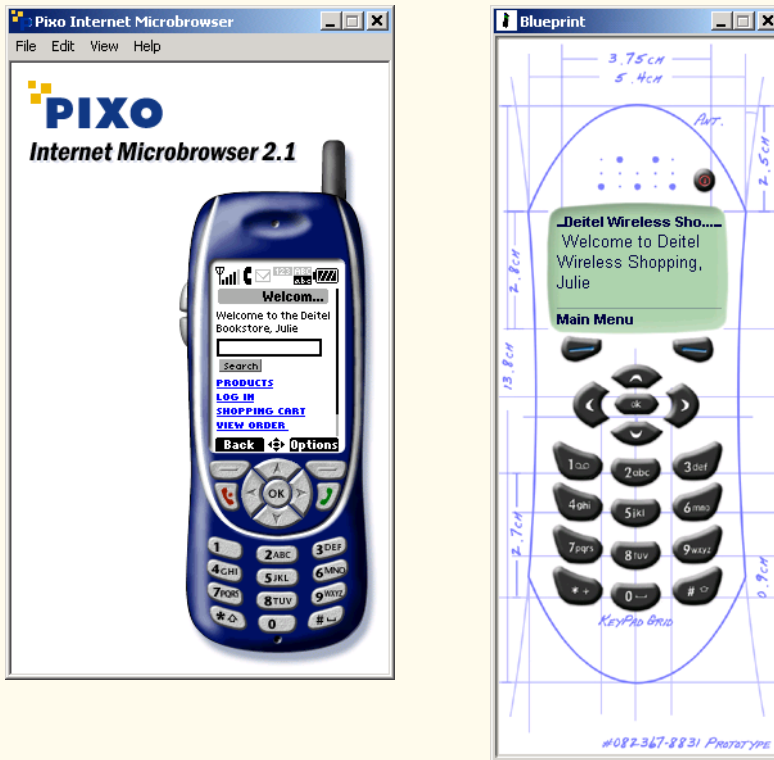 Pixo Internet Microbrowser
File Edit View Help
PIXO
Internet Microbrowser 2.1
123 ABC
abc
Welcom...
Welcome to the Deitel
Bookstore, Julie
Search
PRODUCTS
LOG IN
SHOPPING CART
VIEW ORDER
Back Options
OK
1 2ABC 3DEF
4GHI 5JKL 6MNO
7PQRS 8TUV 9WXYZ
* 0 #
Blueprint
3.75CM
5.4CM
ANT.
2.5CM
Deitel Wireless Sho...
Welcome to Deitel
Wireless Shopping,
Julie
Main Menu
2.8CM
13.8CM
ok
1 2abc 3def
4ghi 5jkl 6mno
7pqrs 8tuv 9wxyz
* + 0 #
2.7CM
0.9CM
KEYPAD GRID
#082367-8831 PROTOTYPE